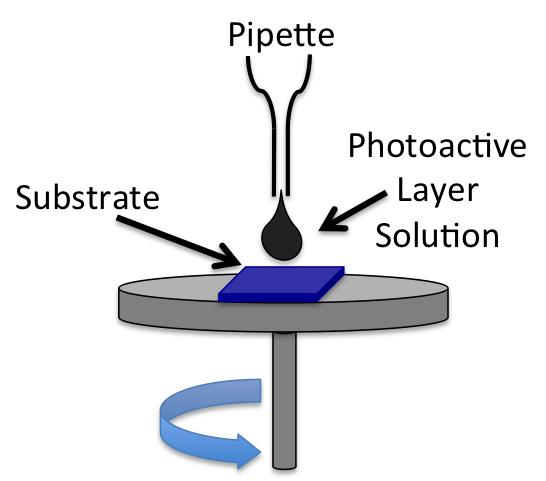 Pipette
Photoactive
Layer
Solution
Substrate